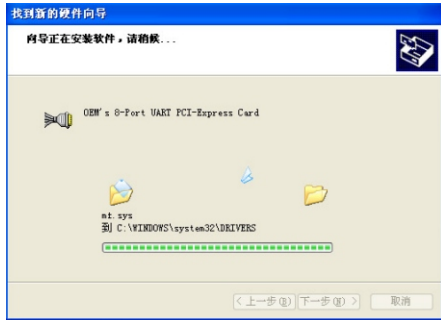 找到新的硬件向导
向导正在安装软件，请稍候...
OEM's 8-Port UART PCI-Express Card
mt.sys
到 C:\WINDOWS\system32\DRIVERS
<上一步(B) 下一步(N)> 取消